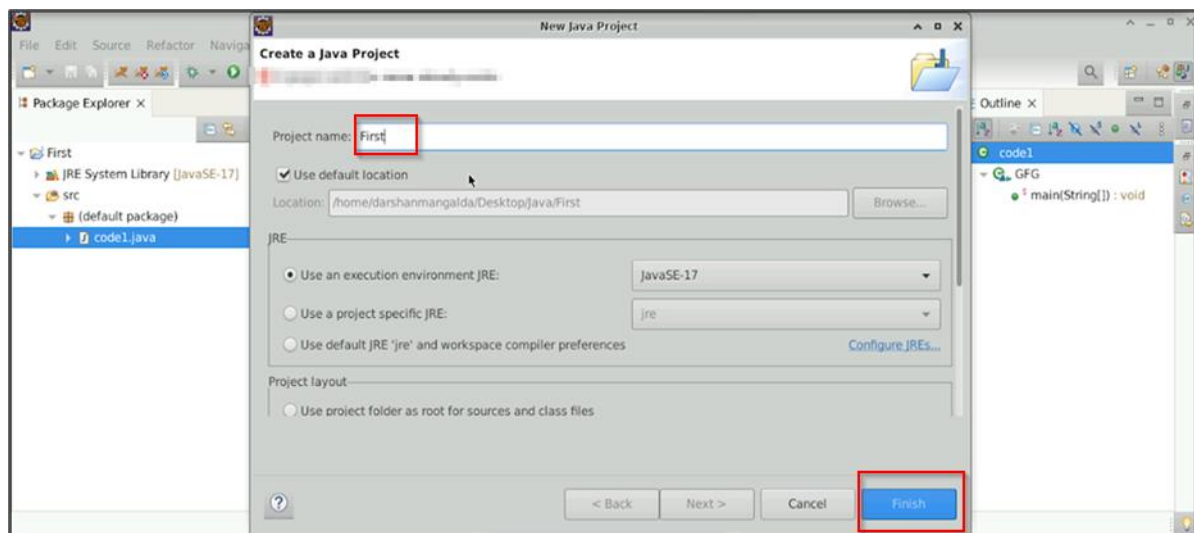 New Java Project
File Edit Source Refactor Naviga
Create a Java Project
Package Explorer
Outline
Project name: First
First
code1
JRE System Library [JavaSE-17]
Use default location
GFG
src
Location: /home/darshanmangalda/Desktop/Java/First Browse...
main(String[]) : void
(default package)
code1.java
JRE
Use an execution environment JRE: JavaSE-17
Use a project specific JRE: jre
Use default JRE 'jre' and workspace compiler preferences Configure JREs...
Project layout
Use project folder as root for sources and class files
< Back Next > Cancel Finish